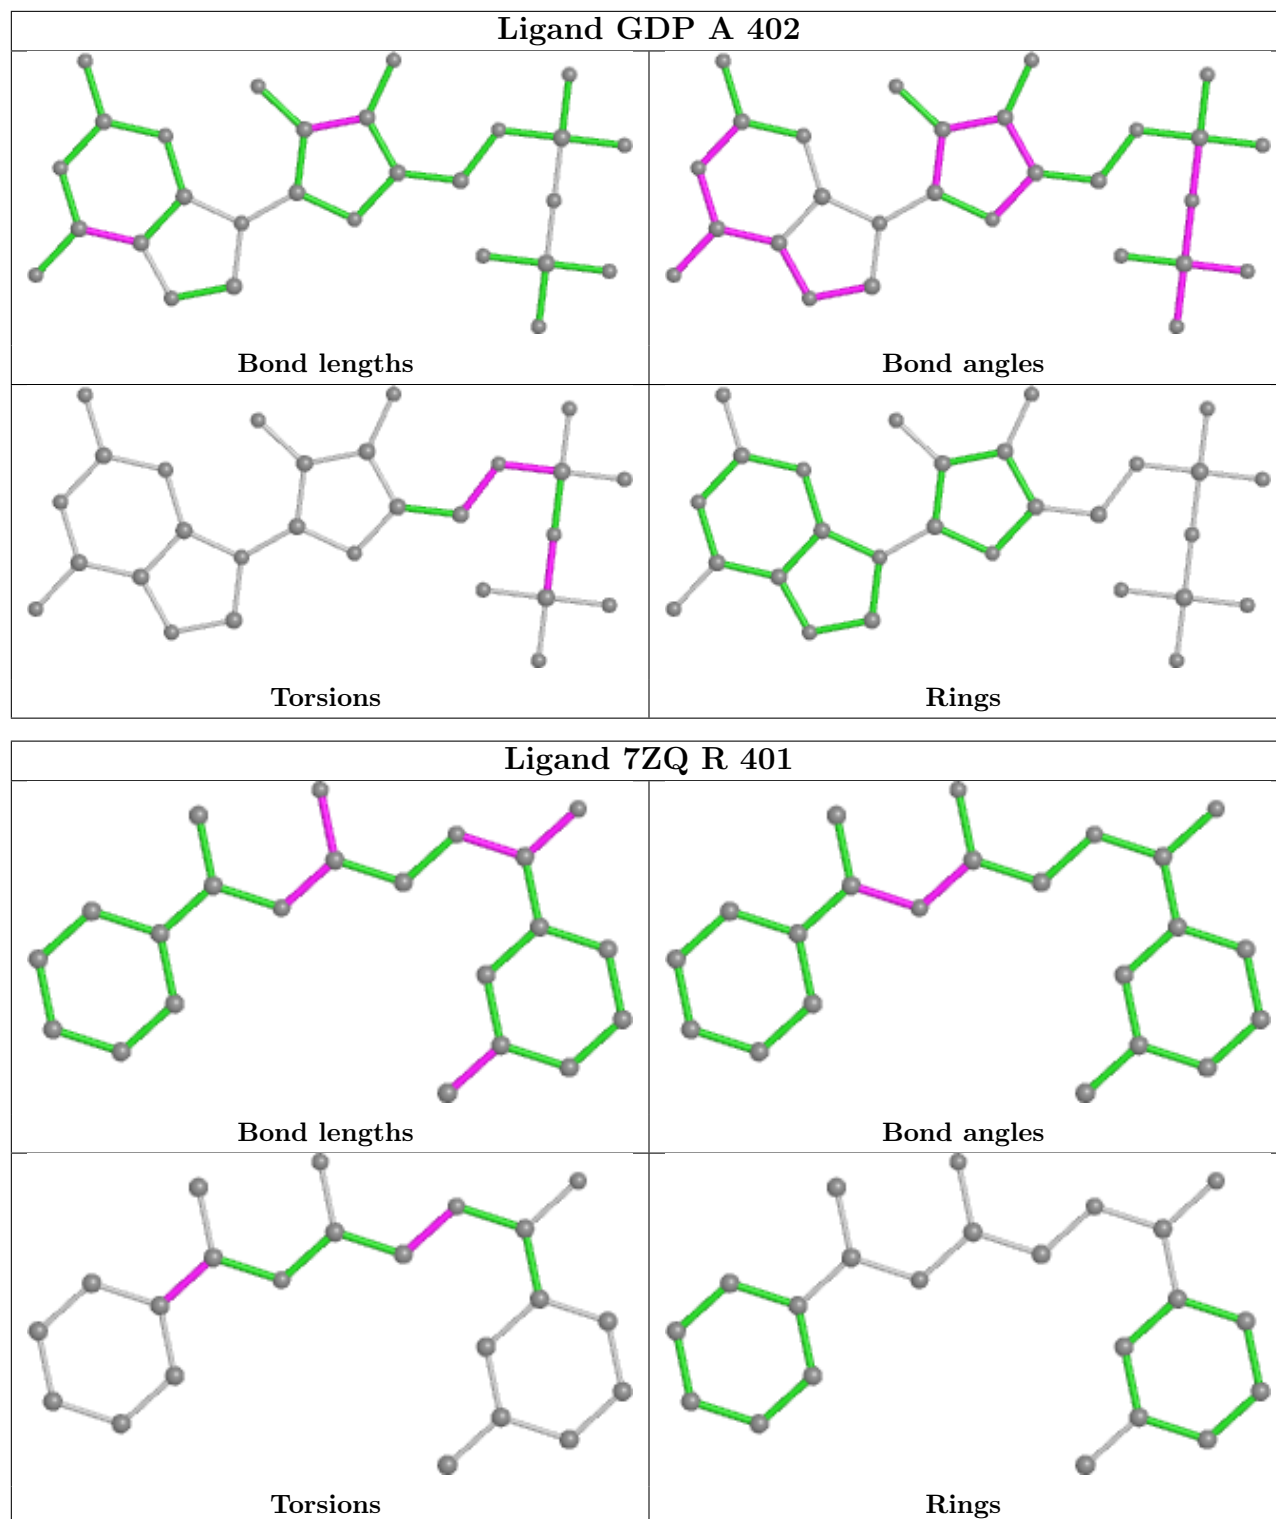 Ligand GDP A 402
Bond lengths
Bond angles
Torsions
Rings
Ligand 7ZQ R 401
Bond lengths
Bond angles
Torsions
Rings